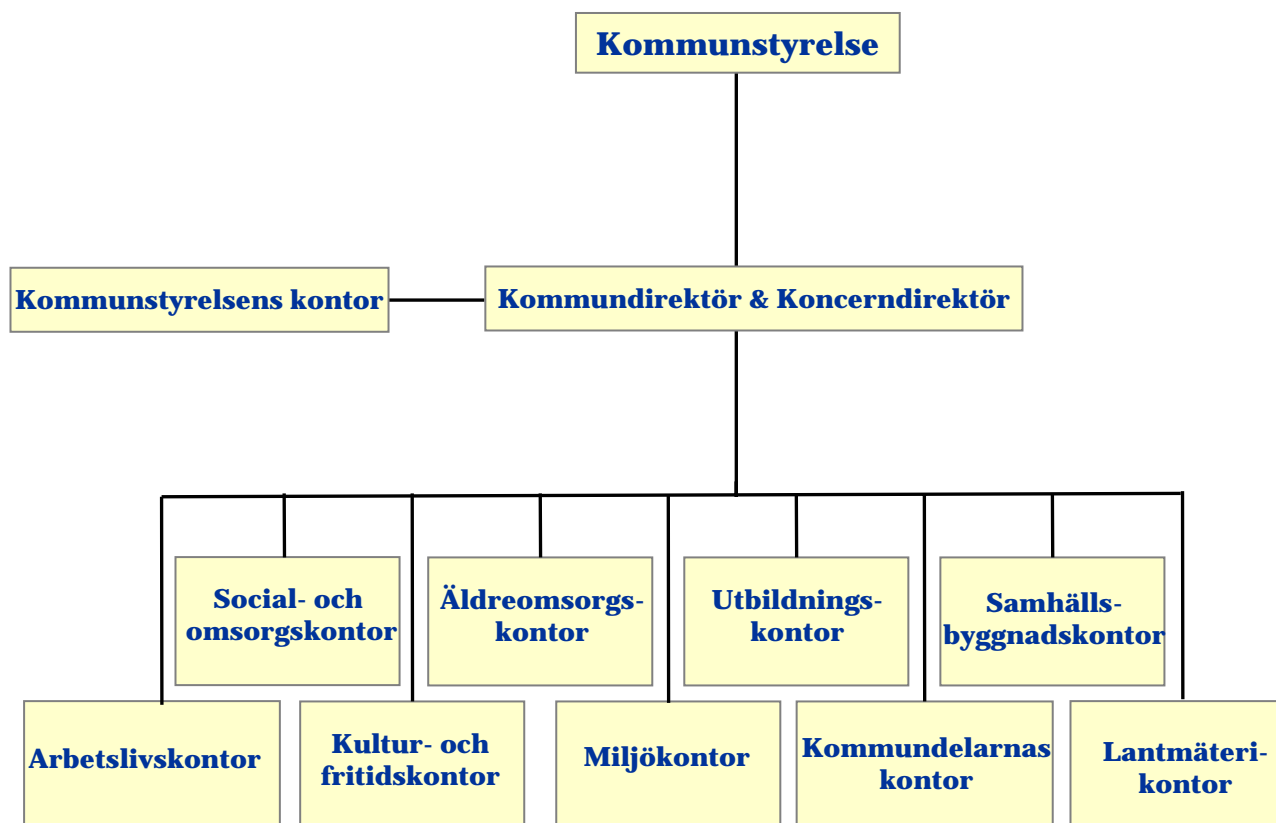 Kommunstyrelse
Kommunstyrelsens kontor
Kommundirektör & Koncerndirektör
Social- och
omsorgskontor
Äldreomsorgs-
kontor
Utbildnings-
kontor
Samhälls-
byggnadskontor
Arbetslivskontor
Kultur- och
fritidskontor
Miljökontor
Kommundelarnas
kontor
Lantmäteri-
kontor